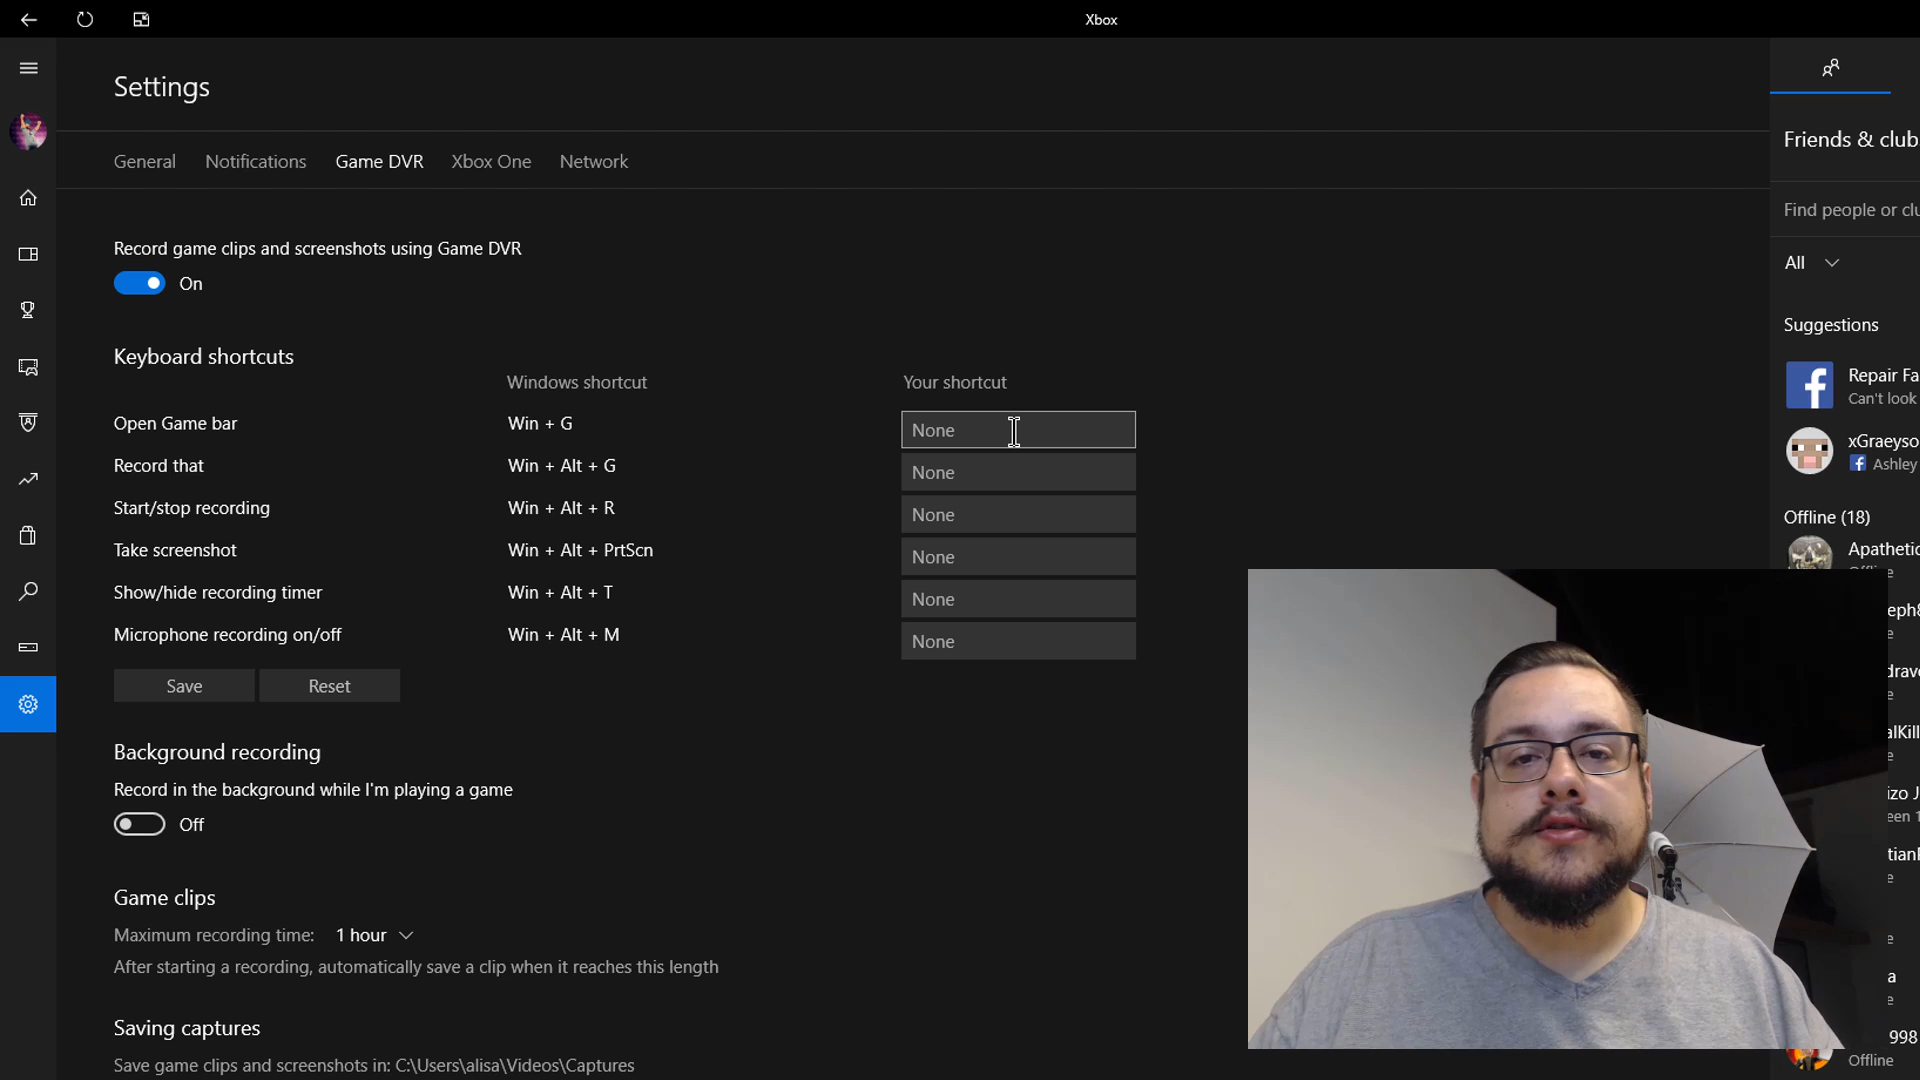 Xbox
Settings
General Notifications Game DVR Xbox One Network
Record game clips and screenshots using Game DVR
On
Keyboard shortcuts
Windows shortcut Your shortcut
Open Game bar Win + G None
Record that Win + Alt + G None
Start/stop recording Win + Alt + R None
Take screenshot Win + Alt + PrtScn None
Show/hide recording timer Win + Alt + T None
Microphone recording on/off Win + Alt + M None
Save Reset
Background recording
Record in the background while I'm playing a game
Off
Game clips
Maximum recording time: 1 hour
After starting a recording, automatically save a clip when it reaches this length
Saving captures
Save game clips and screenshots in: C:\Users\alisa\Videos\Captures
Friends & club
Find people or clu
All
Suggestions
Repair Fa
Can't look
xGraeyso
Ashley
Offline (18)
Apathetic
998
Offline